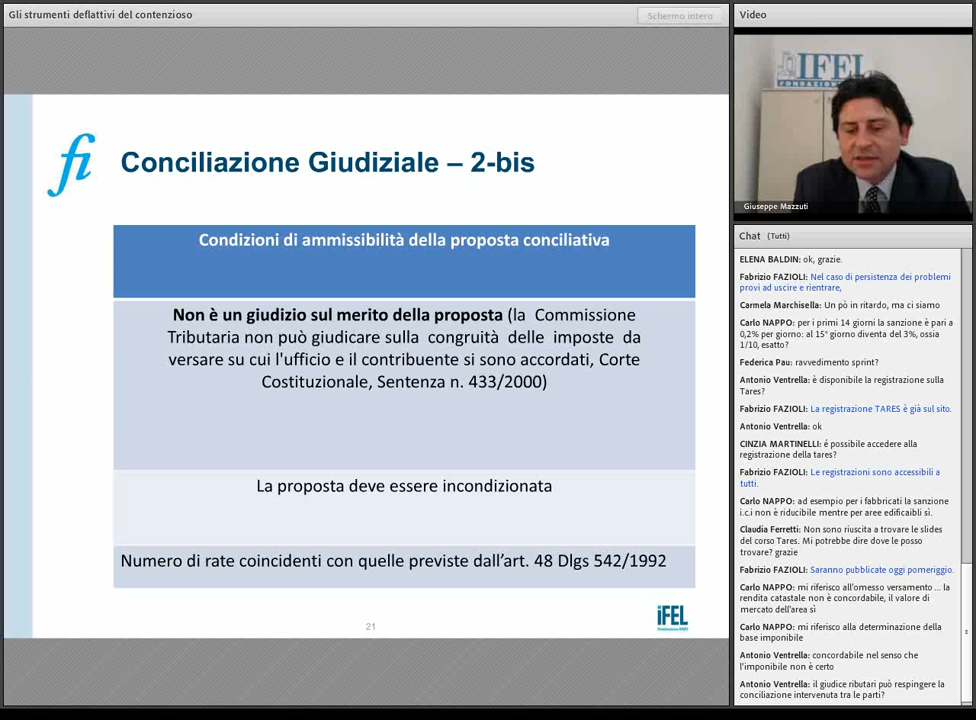 Gli strumenti deflattivi del contenzioso
Schermo intero
fi
Conciliazione Giudiziale – 2-bis
Condizioni di ammissibilità della proposta conciliativa
Non è un giudizio sul merito della proposta (la Commissione
Tributaria non può giudicare sulla congruità delle imposte da
versare su cui l'ufficio e il contribuente si sono accordati, Corte
Costituzionale, Sentenza n. 433/2000)
La proposta deve essere incondizionata
Numero di rate coincidenti con quelle previste dall’art. 48 Dlgs 542/1992
21
iFEL
Video
IFEL
FONDAZIONE
Giuseppe Mazzuti
Chat (Tutti)
ELENA BALDIN: ok, grazie.
Fabrizio FAZIOLI: Nel caso di persistenza dei problemi
provi ad uscire e rientrare,
Carmela Marchisella: Un pò in ritardo, ma ci siamo
Carlo NAPPO: per i primi 14 giorni la sanzione è pari a
0,2% per giorno: al 15° giorno diventa del 3%, ossia
1/10, esatto?
Federica Pau: ravvedimento sprint?
Antonio Ventrella: è disponibile la registrazione sulla
Tares?
Fabrizio FAZIOLI: La registrazione TARES è già sul sito.
Antonio Ventrella: ok
CINZIA MARTINELLI: é possibile accedere alla
registrazione della tares?
Fabrizio FAZIOLI: Le registrazioni sono accessibili a
tutti.
Carlo NAPPO: ad esempio per i fabbricati la sanzione
i.c.i non è riducibile mentre per aree edificaibli sì.
Claudia Ferretti: Non sono riuscita a trovare le slides
del corso Tares. Mi potrebbe dire dove le posso
trovare? grazie
Fabrizio FAZIOLI: Saranno pubblicate oggi pomeriggio.
Carlo NAPPO: mi riferisco all'omesso versamento ... la
rendita catastale non è concordabile, il valore di
mercato dell'area sì
Carlo NAPPO: mi riferisco alla determinazione della
base imponibile
Antonio Ventrella: concordabile nel senso che
l'imponibile non è certo
Antonio Ventrella: il giudice ributari può respingere la
conciliazione intervenuta tra le parti?